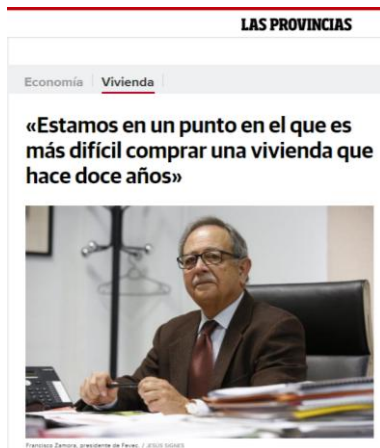 LAS PROVINCIAS
Economía Vivienda
«Estamos en un punto en el que es
más difícil comprar una vivienda que
hace doce años»
Francisco Zamora, presidente de Fevec. / JESÚS SIGNES